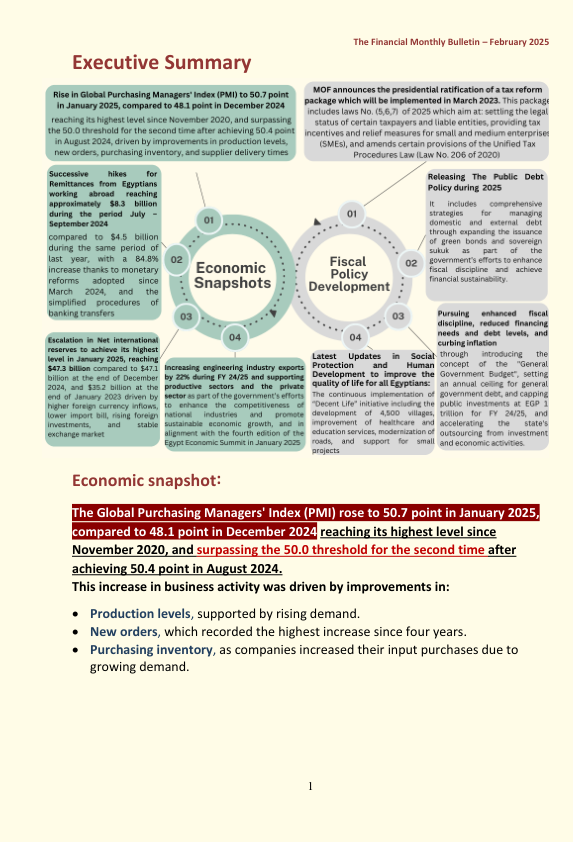 The Financial Monthly Bulletin – February 2025
Executive Summary
Rise in Global Purchasing Managers' Index (PMI) to 50.7 point
in January 2025, compared to 48.1 point in December 2024
reaching its highest level since November 2020, and surpassing
the 50.0 threshold for the second time after achieving 50.4 point
in August 2024, driven by improvements in production levels,
new orders, purchasing inventory, and supplier delivery times
MOF announces the presidential ratification of a tax reform
package which will be implemented in March 2023. This package
includes laws No. (5,6,7) of 2025 which aim at: settling the legal
status of certain taxpayers and liable entities, providing tax
incentives and relief measures for small and medium enterprises
(SMEs), and amends certain provisions of the Unified Tax
Procedures Law (Law No. 206 of 2020)
Successive hikes for
Remittances from Egyptians
working abroad reaching
approximately $8.3 billion
during the period July –
September 2024
compared to $4.5 billion
during the same period of
last year, with a 84.8%
increase thanks to monetary
reforms adopted since
March 2024, and the
simplified procedures of
banking transfers
Escalation in Net international
reserves to achieve its highest
level in January 2025, reaching
$47.3 billion compared to $47.1
billion at the end of December
2024, and $35.2 billion at the
end of January 2023 driven by
higher foreign currency inflows,
lower import bill, rising foreign
investments, and stable
exchange market
01
02
03
04
Economic
Snapshots
Increasing engineering industry exports
by 22% during FY 24/25 and supporting
productive sectors and the private
sector as part of the government's efforts
to enhance the competitiveness of
national industries and promote
sustainable economic growth, and in
alignment with the fourth edition of the
Egypt Economic Summit in January 2025
01
02
03
04
Fiscal
Policy
Development
Releasing The Public Debt
Policy during 2025
It includes comprehensive
strategies for managing
domestic and external debt
through expanding the issuance
of green bonds and sovereign
sukuk as part of the
government's efforts to enhance
fiscal discipline and achieve
financial sustainability.
Pursuing enhanced fiscal
discipline, reduced financing
needs and debt levels, and
curbing inflation
through introducing the
concept of the "General
Government Budget", setting
an annual ceiling for general
government debt, and capping
public investments at EGP 1
trillion for FY 24/25, and
accelerating the state's
outsourcing from investment
and economic activities.
Latest Updates in Social
Protection and Human
Development to improve the
quality of life for all Egyptians:
The continuous implementation of
"Decent Life" initiative including the
development of 4,500 villages,
improvement of healthcare and
education services, modernization of
roads, and support for small
projects
Economic snapshot:
The Global Purchasing Managers' Index (PMI) rose to 50.7 point in January 2025,
compared to 48.1 point in December 2024 reaching its highest level since
November 2020, and surpassing the 50.0 threshold for the second time after
achieving 50.4 point in August 2024.
This increase in business activity was driven by improvements in:
• Production levels, supported by rising demand.
• New orders, which recorded the highest increase since four years.
• Purchasing inventory, as companies increased their input purchases due to
growing demand.
1